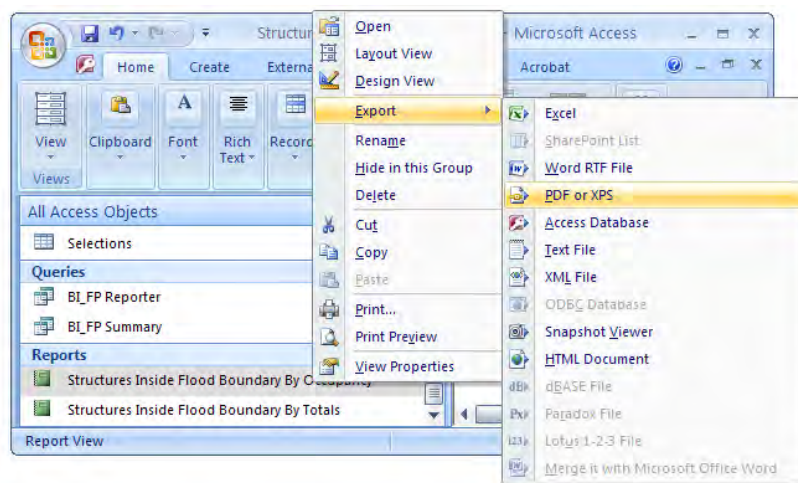 Structur
Microsoft Access
Home
Create
Externa
Acrobat
View
Clipboard
Font
Rich Text
Record
Views
All Access Objects
Selections
Queries
BI_FP Reporter
BI_FP Summary
Reports
Structures Inside Flood Boundary By Occupancy
Structures Inside Flood Boundary By Totals
Report View
Open
Layout View
Design View
Export
Rename
Hide in this Group
Delete
Cut
Copy
Paste
Print...
Print Preview
View Properties
Excel
SharePoint List
Word RTF File
PDF or XPS
Access Database
Text File
XML File
ODBC Database
Snapshot Viewer
HTML Document
dBASE File
Paradox File
Lotus 1-2-3 File
Merge it with Microsoft Office Word